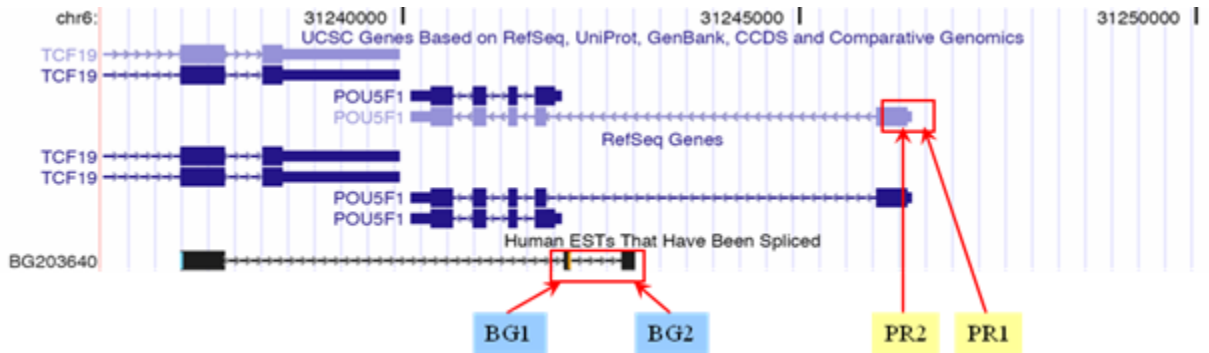 chr6: 31240000 31245000 31250000
UCSC Genes Based on RefSeq, UniProt, GenBank, CCDS and Comparative Genomics
TCF19
TCF19
POU5F1
POU5F1
RefSeq Genes
TCF19
TCF19
POU5F1
POU5F1
Human ESTs That Have Been Spliced
BG203640
BG1 BG2 PR2 PR1